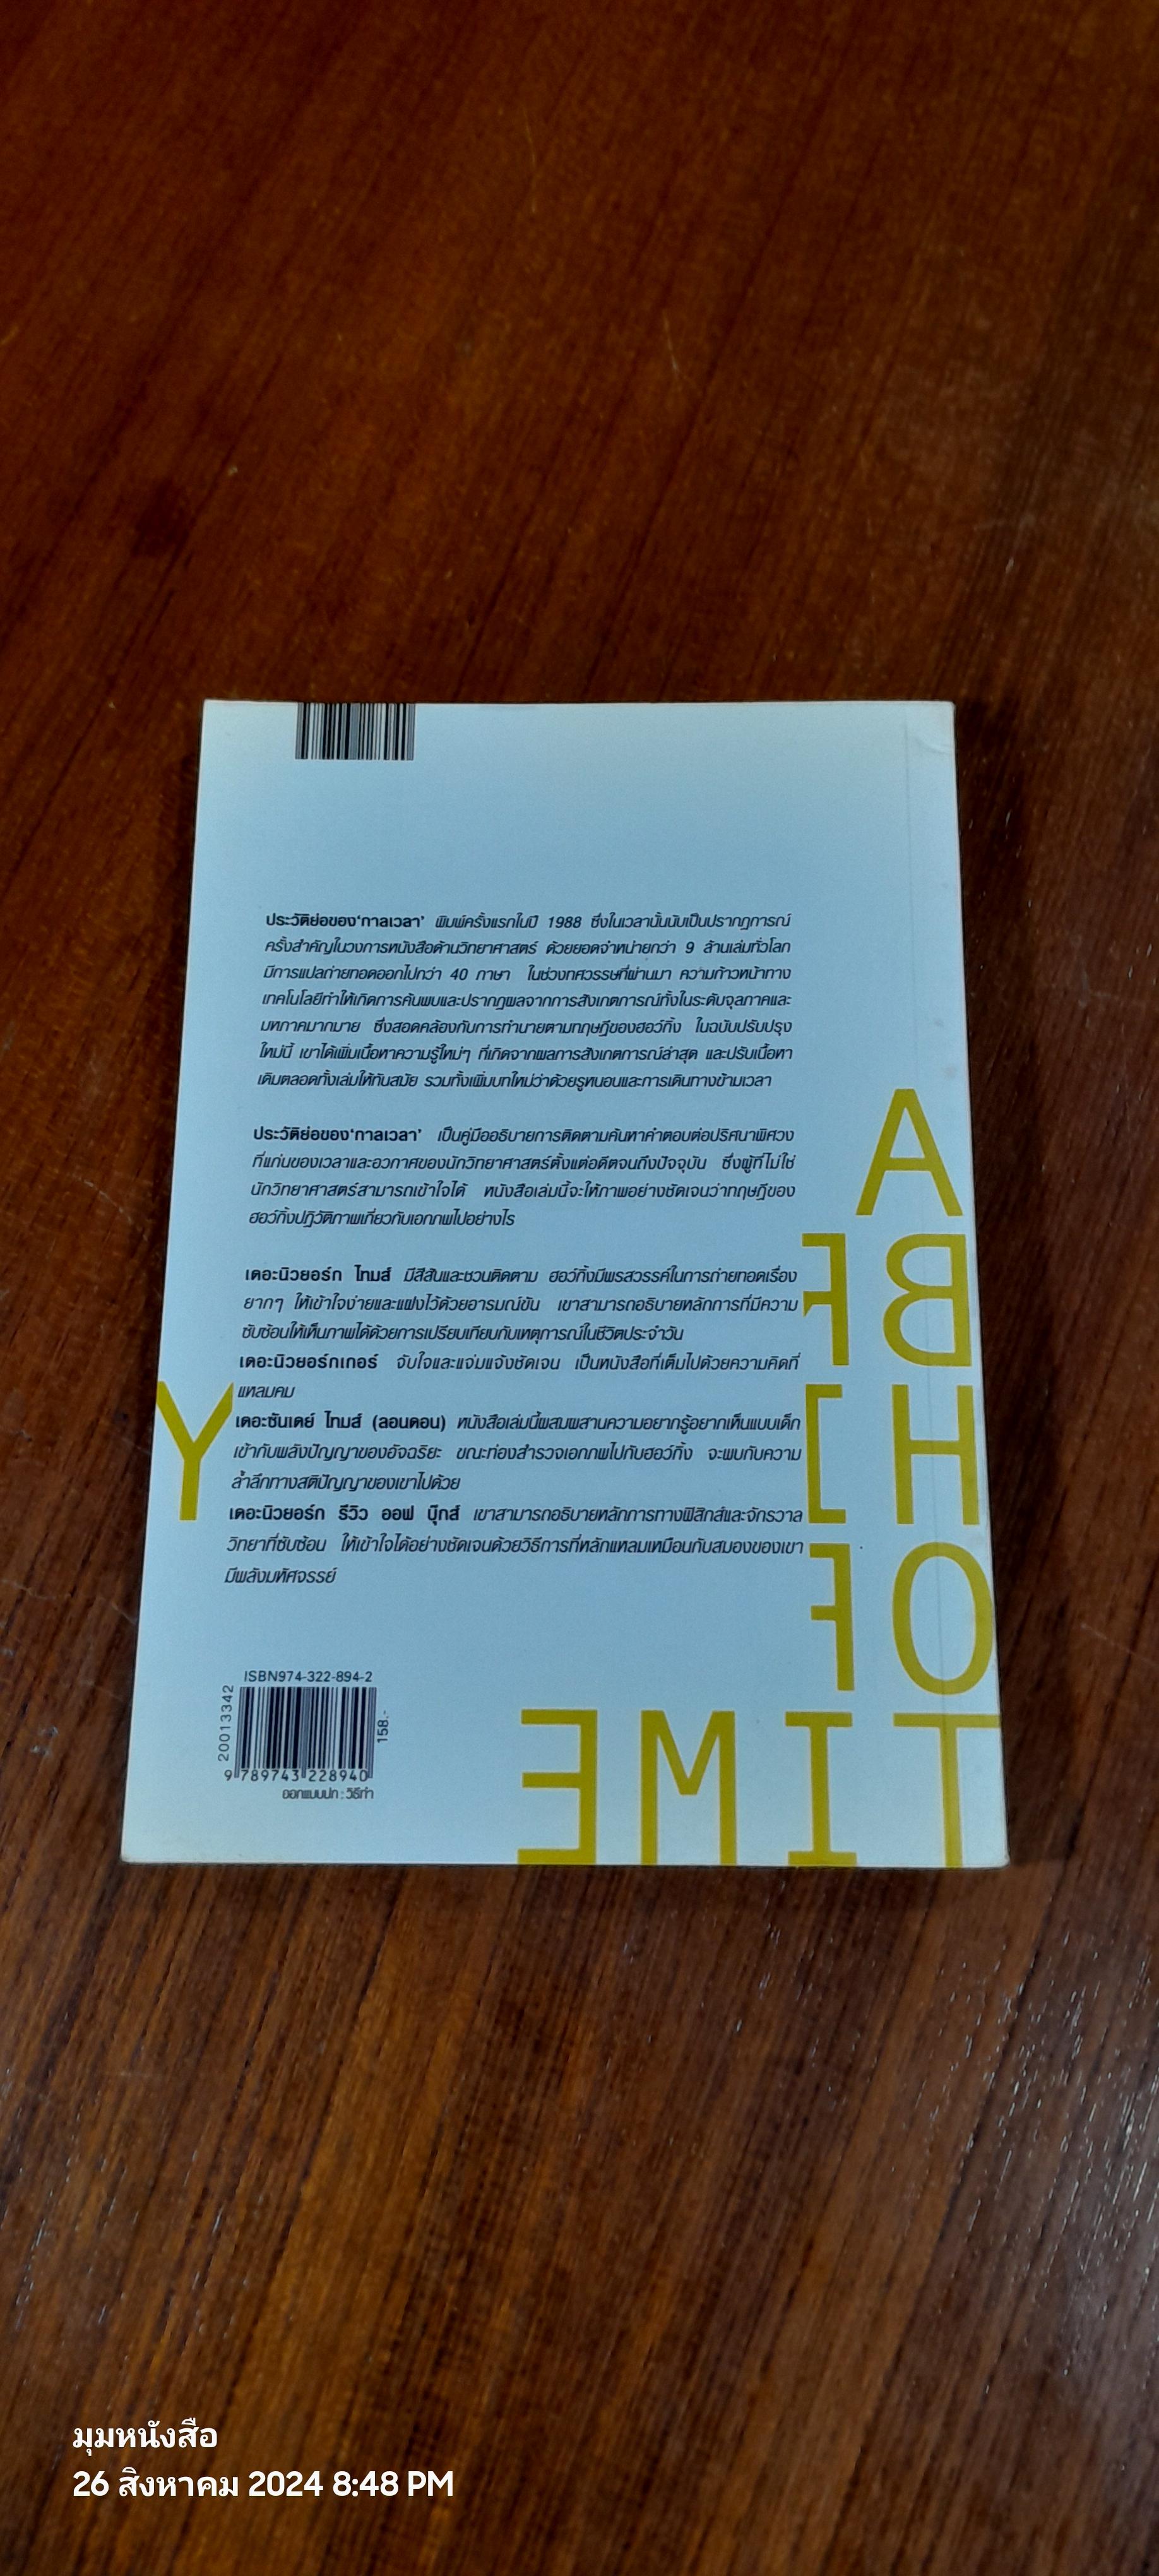 ประวัติย่อของ‘กาลเวลา’ พิมพ์ครั้งแรกในปี 1988 ซึ่งในเวลานั้นนับเป็นปรากฏการณ์
ครั้งสำคัญในวงการหนังสือด้านวิทยาศาสตร์ ด้วยยอดจำหน่ายกว่า 9 ล้านเล่มทั่วโลก
มีการแปลถ่ายทอดออกไปกว่า 40 ภาษา ในช่วงทศวรรษที่ผ่านมา ความก้าวหน้าทาง
เทคโนโลยีทำให้เกิดการค้นพบและปรากฏผลจากการสังเกตการณ์ทั้งในระดับจุลภาคและ
มหภาคมากมาย ซึ่งสอดคล้องกับการทำนายตามทฤษฎีของฮอว์กิ้ง ในฉบับปรับปรุง
ใหม่นี้ เขาได้เพิ่มเนื้อหาความรู้ใหม่ๆ ที่เกิดจากผลการสังเกตการณ์ล่าสุด และปรับเนื้อหา
เดิมตลอดทั้งเล่มให้ทันสมัย รวมทั้งเพิ่มบทใหม่ว่าด้วยรูหนอนและการเดินทางข้ามเวลา
ประวัติย่อของ‘กาลเวลา’ เป็นคู่มืออธิบายการติดตามค้นหาคำตอบต่อปริศนาพิศวง
ที่แก่นของเวลาและอวกาศของนักวิทยาศาสตร์ตั้งแต่อดีตจนถึงปัจจุบัน ซึ่งผู้ที่ไม่ใช่
นักวิทยาศาสตร์สามารถเข้าใจได้ หนังสือเล่มนี้จะให้ภาพอย่างชัดเจนว่าทฤษฎีของ
ฮอว์กิ้งปฏิวัติภาพเกี่ยวกับเอกภพไปอย่างไร
เดอะนิวยอร์ก ไทมส์ มีสีสันและชวนติดตาม ฮอว์กิ้งมีพรสวรรค์ในการถ่ายทอดเรื่อง
ยากๆ ให้เข้าใจง่ายและแฝงไว้ด้วยอารมณ์ขัน เขาสามารถอธิบายหลักการที่มีความ
ซับซ้อนให้เห็นภาพได้ด้วยการเปรียบเทียบกับเหตุการณ์ในชีวิตประจำวัน
เดอะนิวยอร์กเกอร์ จับใจและแจ่มแจ้งชัดเจน เป็นหนังสือที่เต็มไปด้วยความคิดที่
แหลมคม
เดอะซันเดย์ ไทมส์ (ลอนดอน) หนังสือเล่มนี้ผสมผสานความอยากรู้อยากเห็นแบบเด็ก
เข้ากับพลังปัญญาของอัจฉริยะ ขณะท่องสำรวจเอกภพไปกับฮอว์กิ้ง จะพบกับความ
ล้ำลึกทางสติปัญญาของเขาไปด้วย
เดอะนิวยอร์ก รีวิว ออฟ บุ๊กส์ เขาสามารถอธิบายหลักการทางฟิสิกส์และจักรวาล
วิทยาที่ซับซ้อน ให้เข้าใจได้อย่างชัดเจนด้วยวิธีการที่หลักแหลมเหมือนกับสมองของเขา
มีพลังมหัศจรรย์
A
B F
H [
Y
O F
TIME
ISBN974-322-894-2
20013342
158.-
9 789743 228940
ออกแบบปก : วิธีทำ
มุมหนังสือ
26 สิงหาคม 2024 8:48 PM